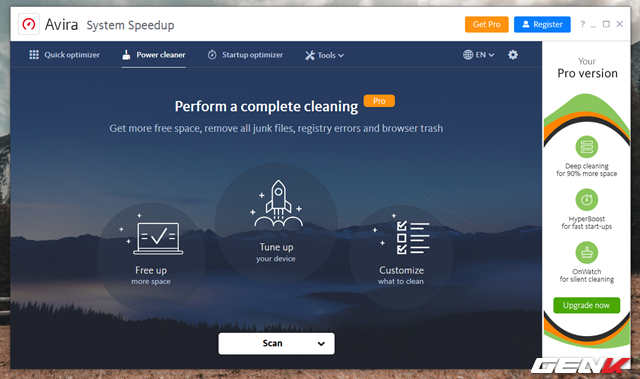 Avira System Speedup
Get Pro
Register
?
Quick optimizer
Power cleaner
Startup optimizer
Tools
EN
Perform a complete cleaning
Pro
Get more free space, remove all junk files, registry errors and browser trash
Free up
more space
Tune up
your device
Customize
what to clean
Scan
Your
Pro version
Deep cleaning
for 90% more space
HyperBoost
for fast start-ups
OnWatch
for silent cleaning
Upgrade now
GENK